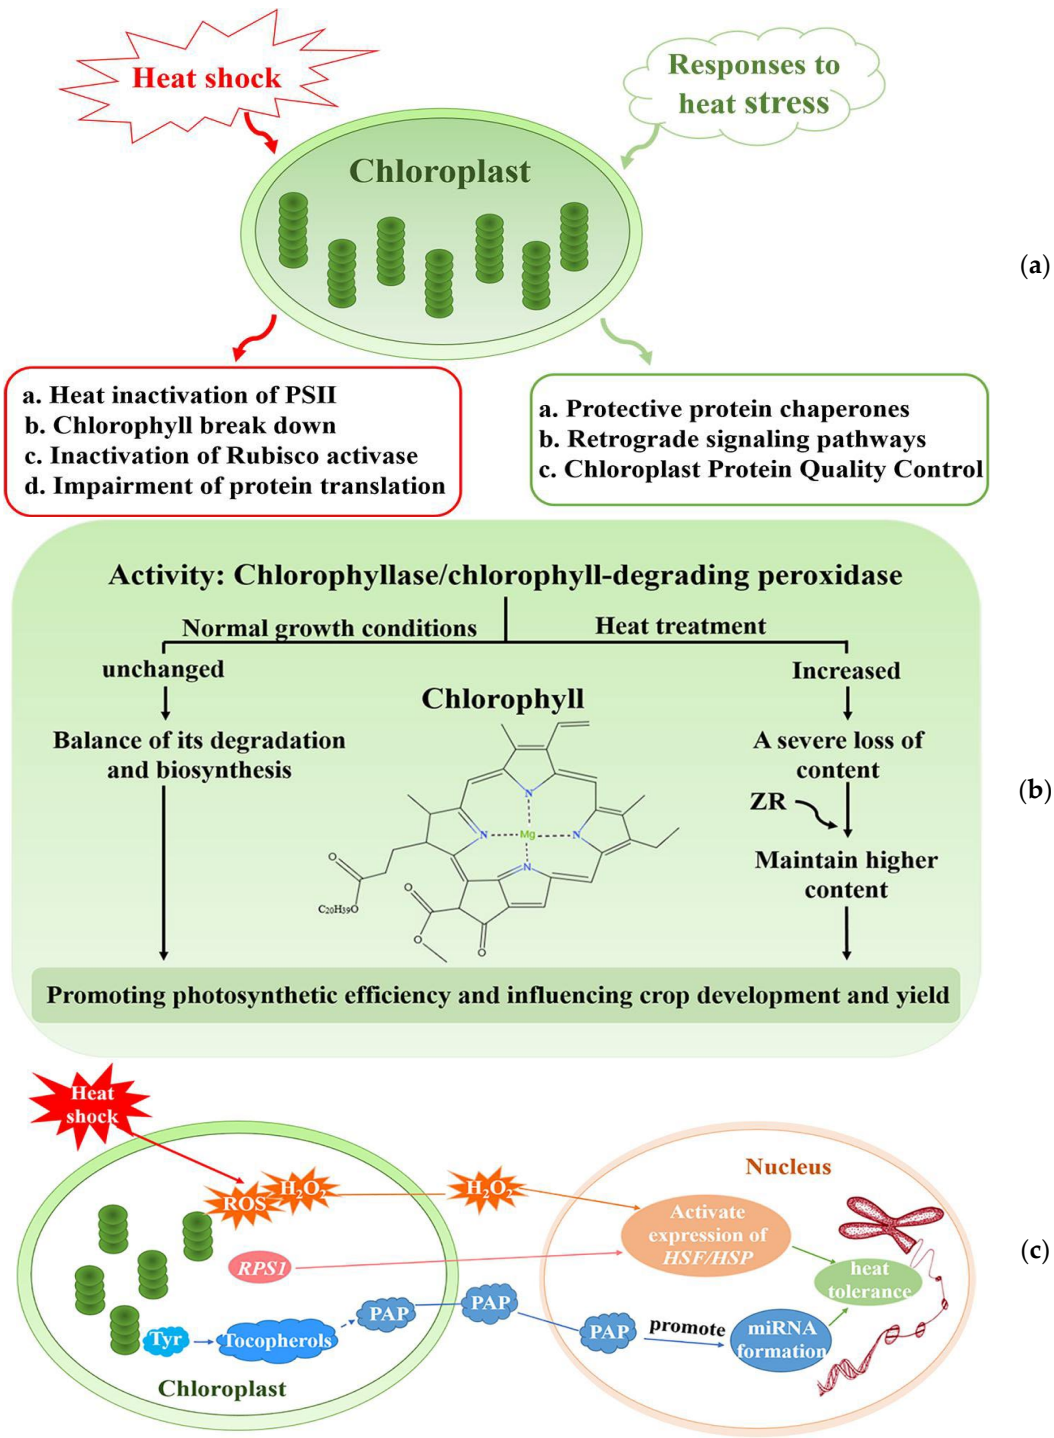 Heat shock
Responses to
heat stress
Chloroplast
(a)
a. Heat inactivation of PSII
b. Chlorophyll break down
c. Inactivation of Rubisco activase
d. Impairment of protein translation
a. Protective protein chaperones
b. Retrograde signaling pathways
c. Chloroplast Protein Quality Control
Activity: Chlorophyllase/chlorophyll-degrading peroxidase
Normal growth conditions
Heat treatment
unchanged
Increased
Chlorophyll
Balance of its degradation
and biosynthesis
A severe loss of
content
ZR
Maintain higher
content
N
N
Mg
N
N
O
C20H39O
O
O
O
(b)
Promoting photosynthetic efficiency and influencing crop development and yield
Heat
shock
Nucleus
ROS
H2O2
H2O2
Activate
expression of
HSF/HSP
RPS1
heat
tolerance
(c)
PAP
PAP
PAP
promote
miRNA
formation
Tyr
Tocopherols
Chloroplast